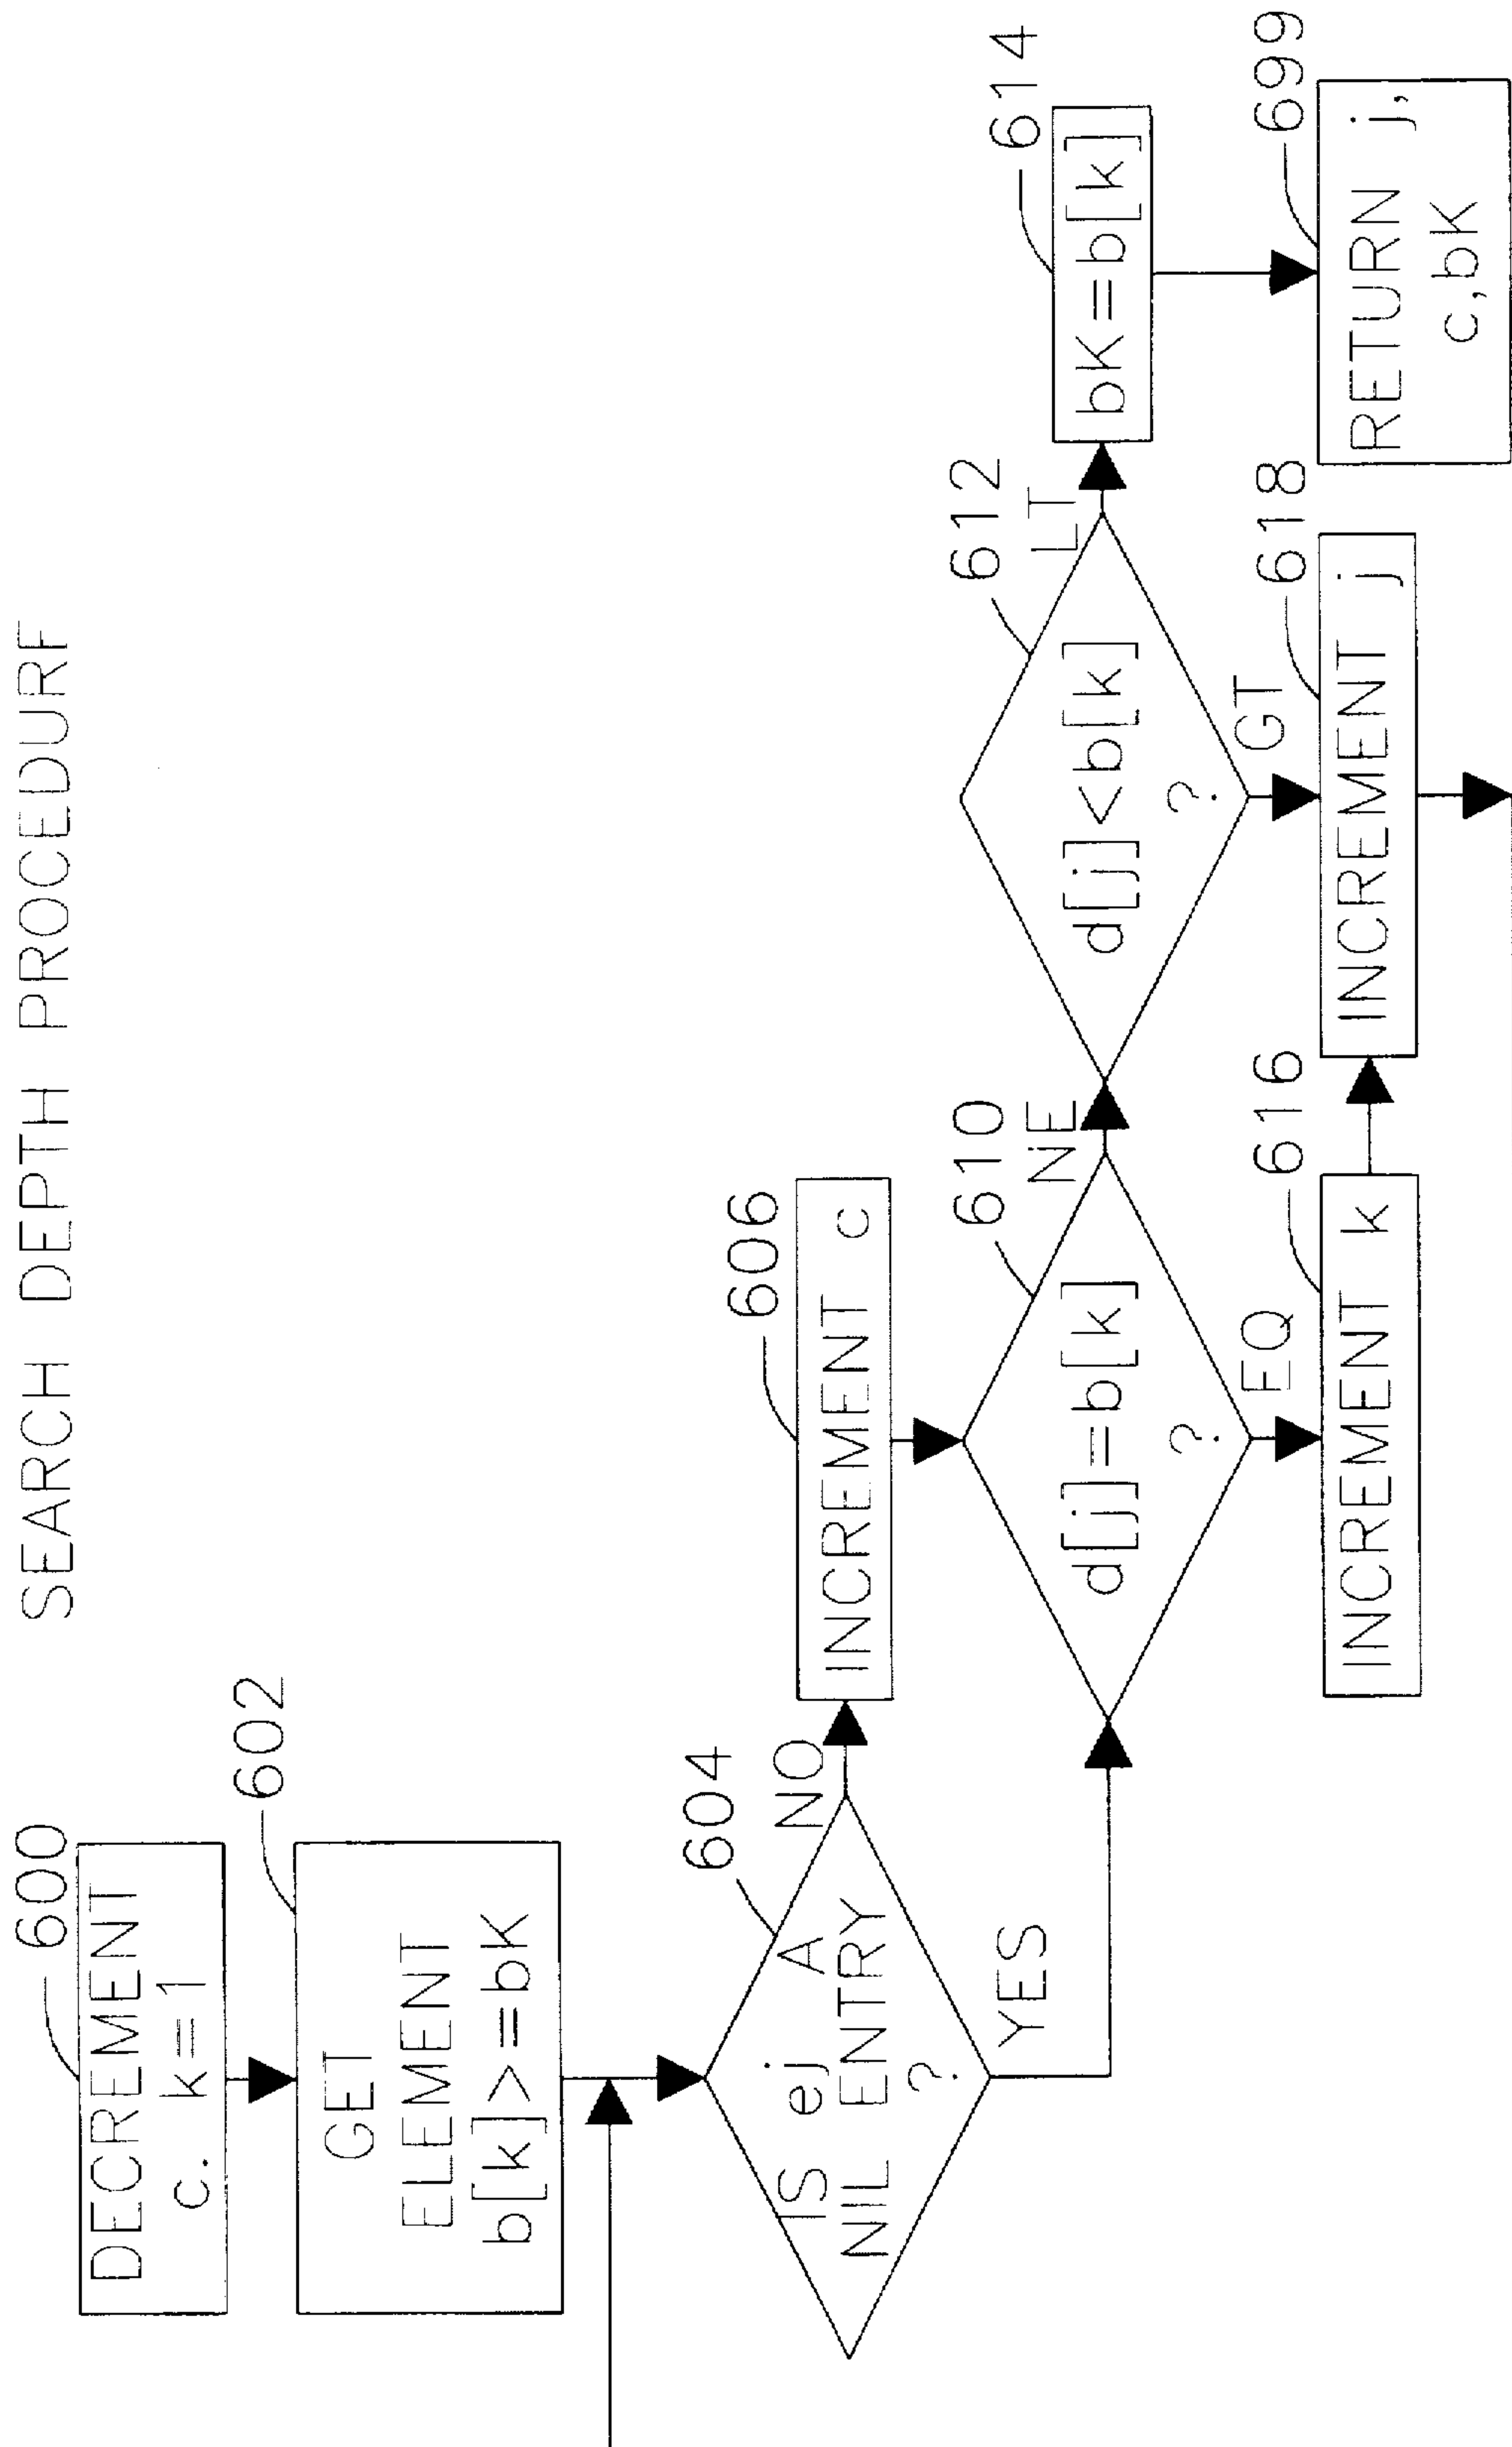 SEARCH DEPTH PROCEDURE
600
DECREMENT
c. k=1
602
GET
ELEMENT
b[k]>=bK
604
IS ej A
NIL ENTRY
?
NO
YES
606
INCREMENT c
610
d[j]=b[k]
?
NE
EQ
612
d[j]<b[k]
?
LT
GT
614
bK=b[k]
616
INCREMENT k
618
INCREMENT j
699
RETURN j,
c,bK